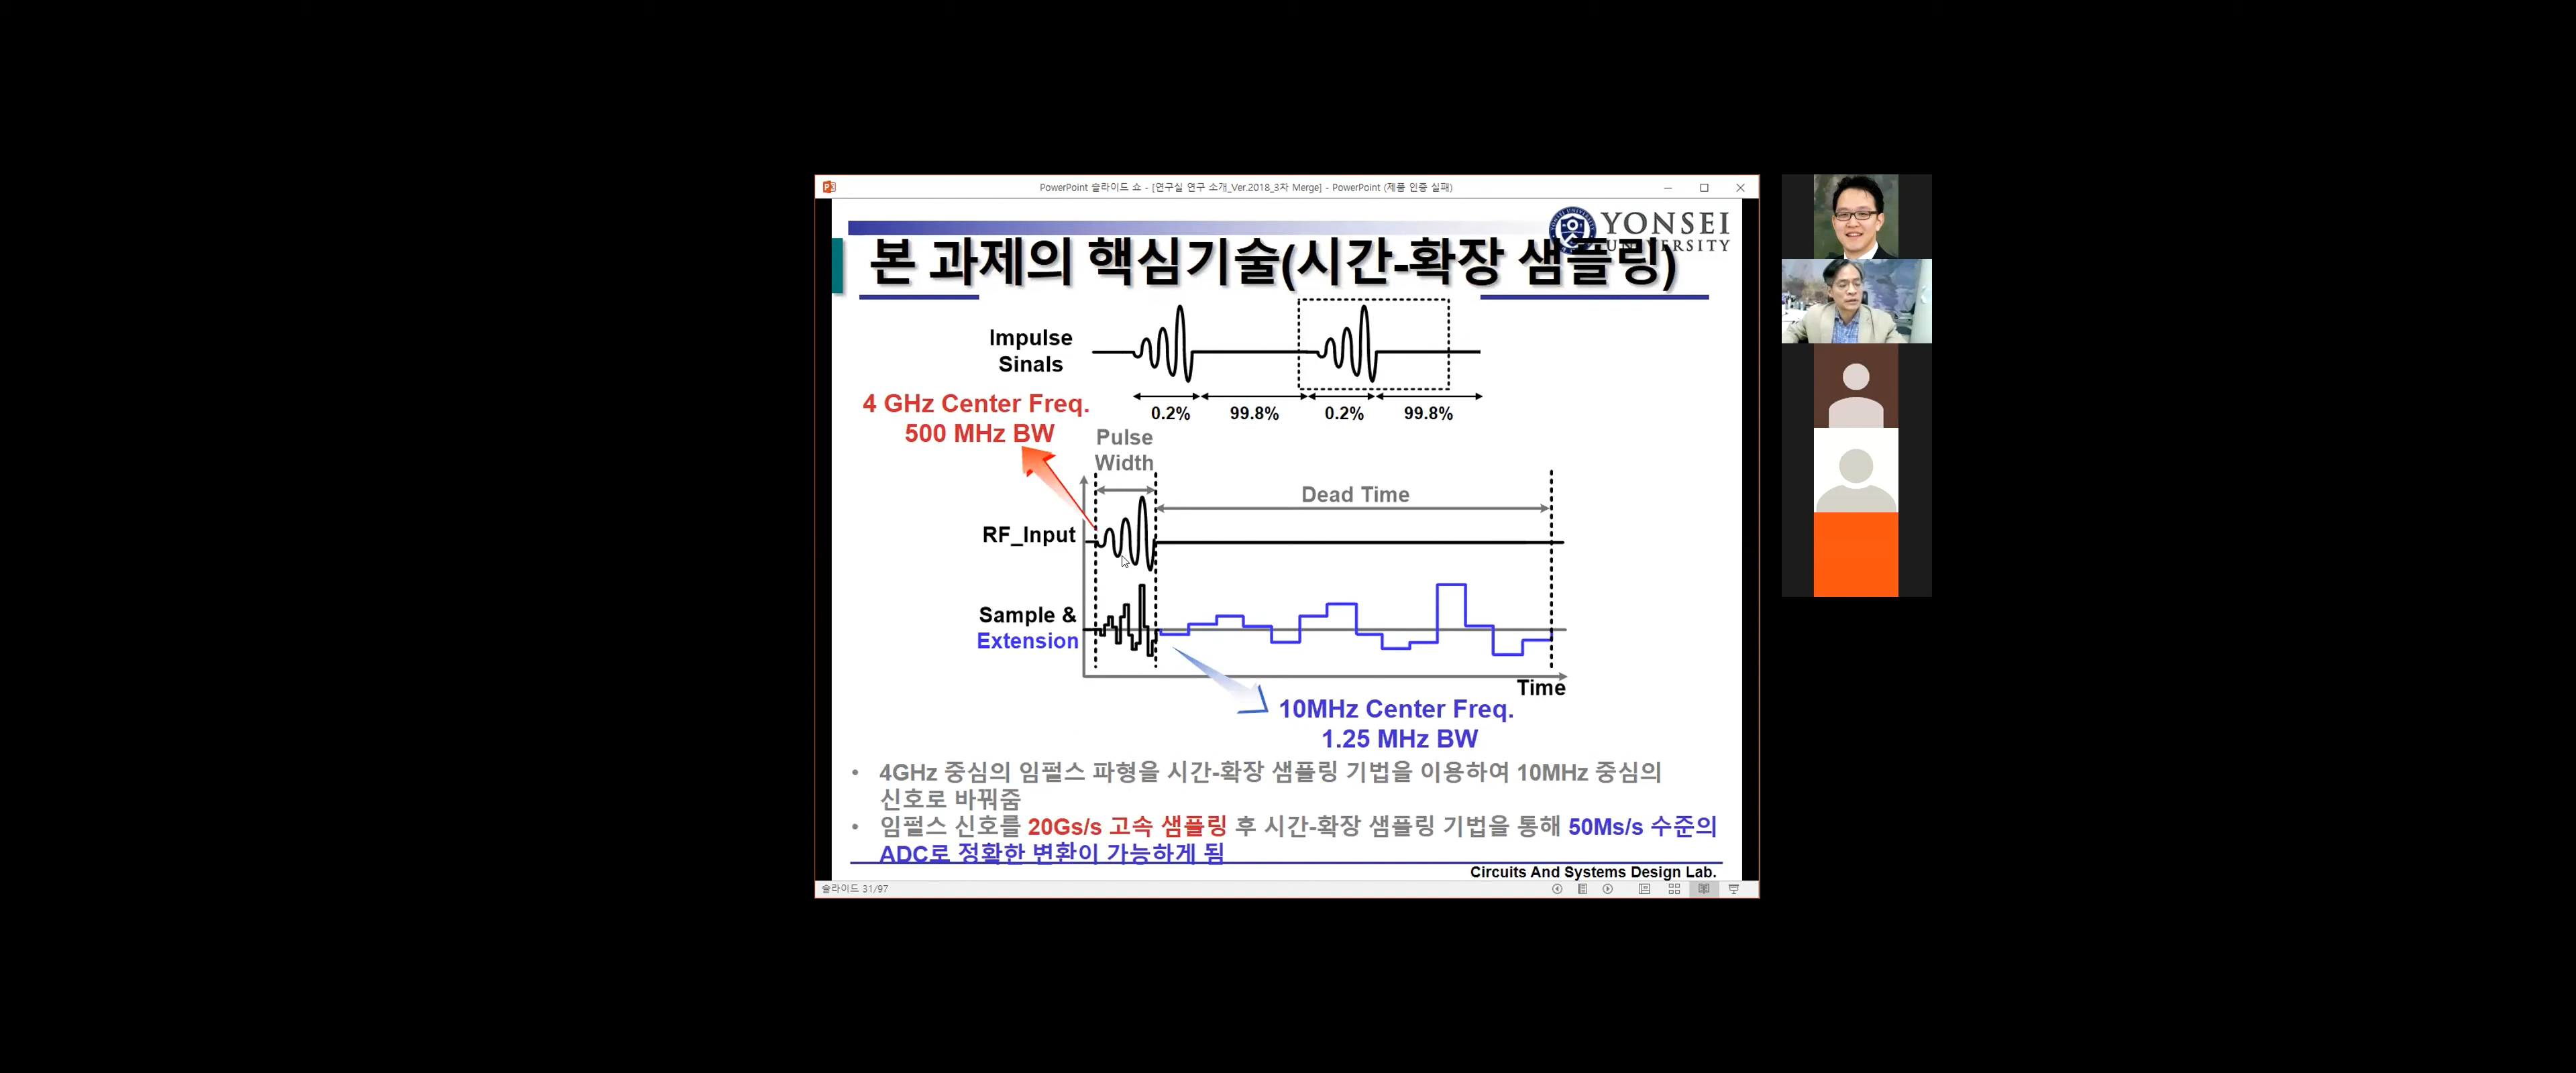 PowerPoint 슬라이드 쇼 - [연구실 연구 소개_Ver.2018_3차 Merge] - PowerPoint (제품 인증 실패)
YONSEI
UNIVERSITY
본 과제의 핵심기술(시간-확장 샘플링)
Impulse
Sinals
0.2%
99.8%
0.2%
99.8%
4 GHz Center Freq.
500 MHz BW
Pulse
Width
Dead Time
RF_Input
Sample &
Extension
Time
10MHz Center Freq.
1.25 MHz BW
• 4GHz 중심의 임펄스 파형을 시간-확장 샘플링 기법을 이용하여 10MHz 중심의
신호로 바꿔줌
• 임펄스 신호를 20Gs/s 고속 샘플링 후 시간-확장 샘플링 기법을 통해 50Ms/s 수준의
ADC로 정확한 변환이 가능하게 됨
Circuits And Systems Design Lab.
슬라이드 31/97